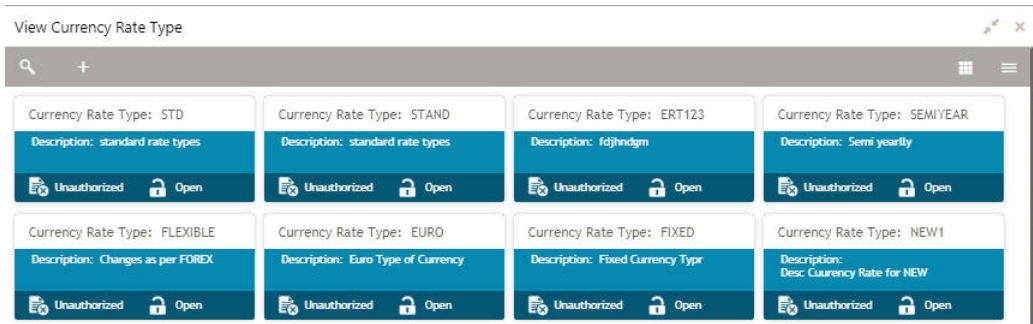 View Currency Rate Type
Currency Rate Type: STD
Description: standard rate types
Unauthorized Open
Currency Rate Type: STAND
Description: standard rate types
Unauthorized Open
Currency Rate Type: ERT123
Description: fdjhndgm
Unauthorized Open
Currency Rate Type: SEMIYEAR
Description: Semi yearlly
Unauthorized Open
Currency Rate Type: FLEXIBLE
Description: Changes as per FOREX
Unauthorized Open
Currency Rate Type: EURO
Description: Euro Type of Currency
Unauthorized Open
Currency Rate Type: FIXED
Description: Fixed Currency Typr
Unauthorized Open
Currency Rate Type: NEW1
Description:
Desc Cuurency Rate for NEW
Unauthorized Open